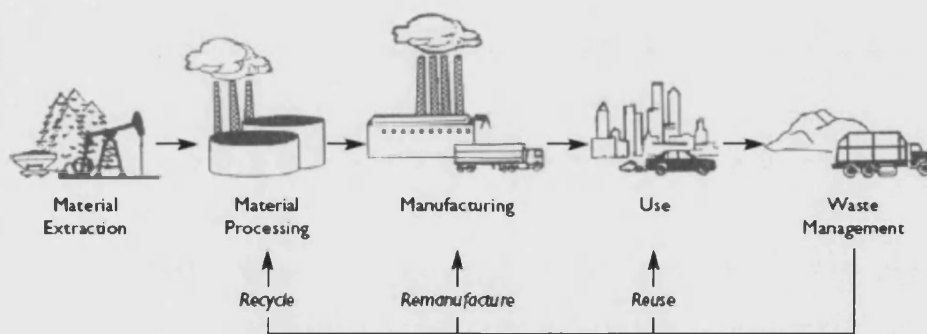 Material Extraction
Material Processing
Manufacturing
Use
Waste Management
Recycle
Remanufacture
Reuse